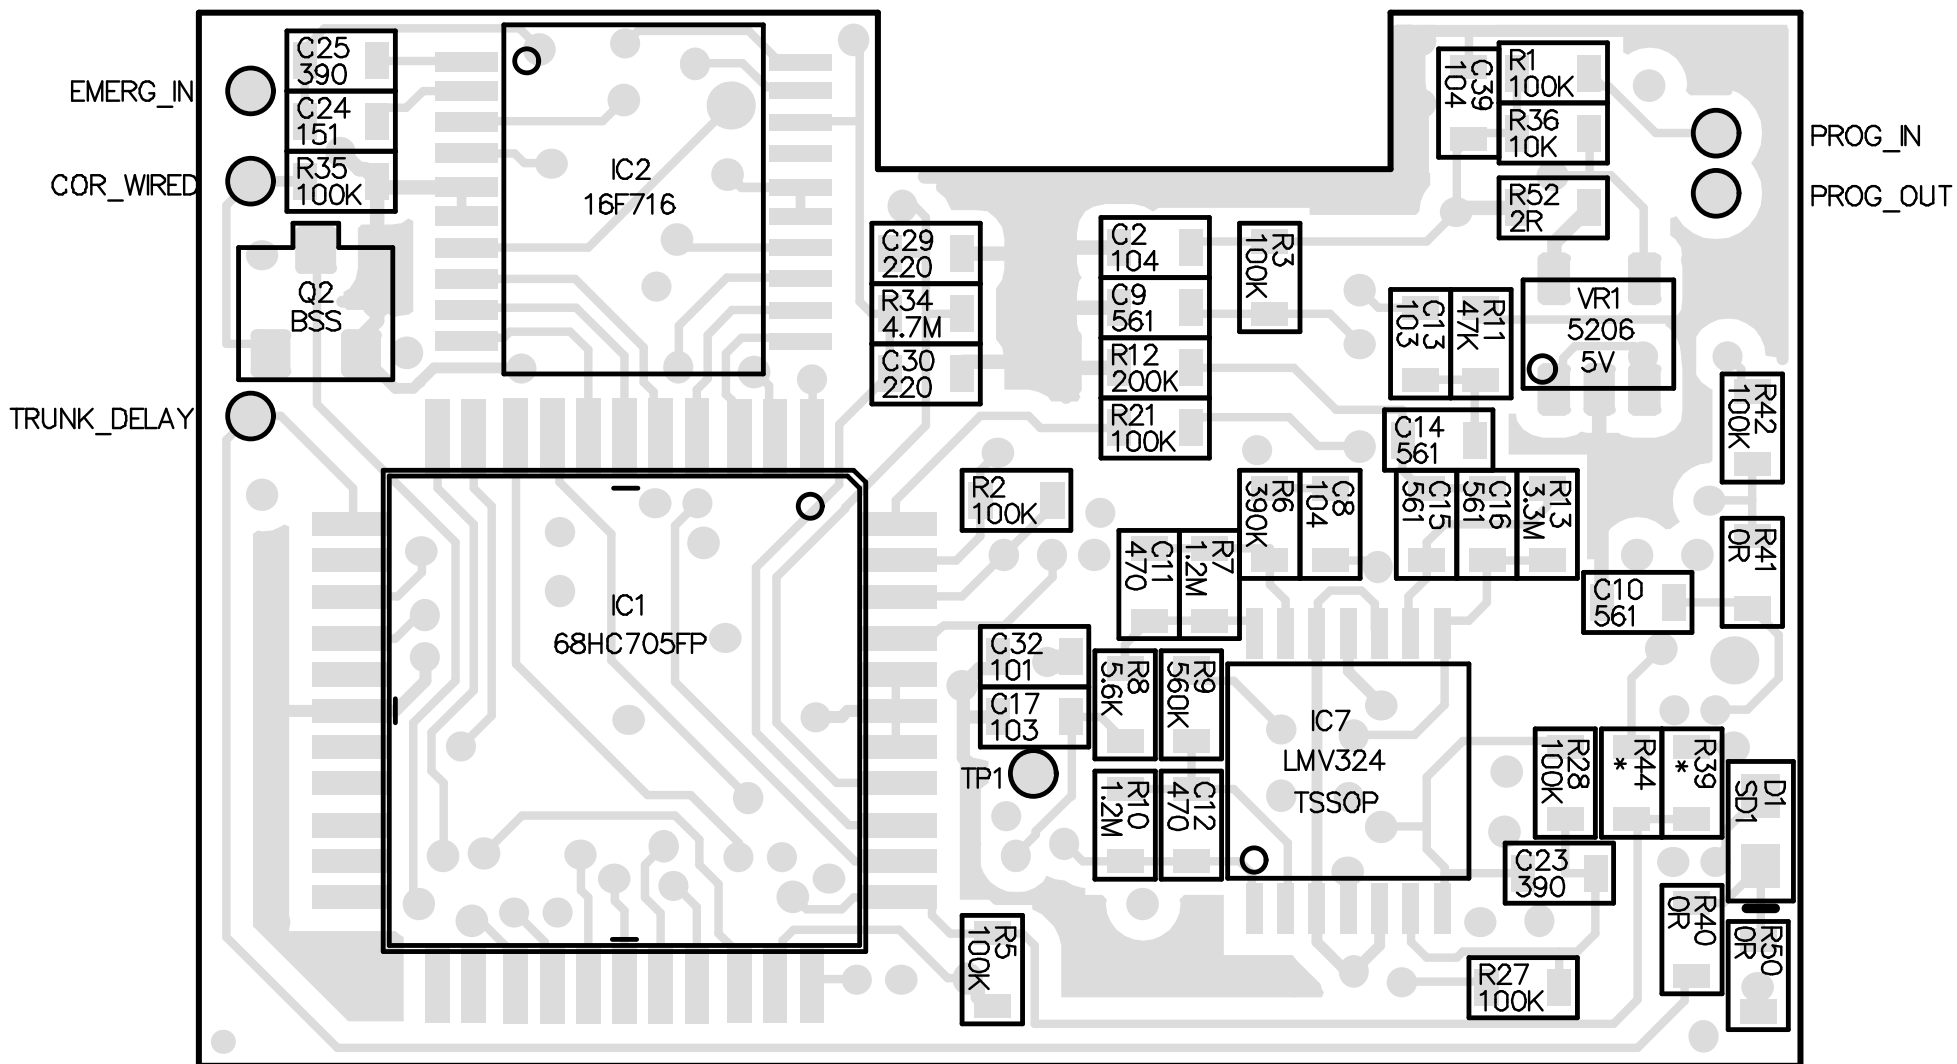 EMERG_IN
COR_WIRED
TRUNK_DELAY
C25
390
C24
151
R35
100K
Q2
BSS
IC2
16F716
C29
220
R34
4.7M
C30
220
C2
104
C9
561
R12
200K
R21
100K
R3
100K
C39
104
R1
100K
R36
10K
R52
2R
PROG_IN
PROG_OUT
C13
103
R11
47K
VR1
5206
5V
C14
561
R42
100K
R2
100K
R6
390K
C8
104
C15
561
C16
561
R13
3.3M
R41
0R
C11
470
R7
1.2M
C10
561
IC1
68HC705FP
C32
101
C17
103
R8
5.6K
R9
560K
TP1
R10
1.2M
C12
470
IC7
LMV324
TSSOP
R28
100K
R44
*
R39
*
D1
SD1
C23
390
R40
0R
R50
0R
R5
100K
R27
100K